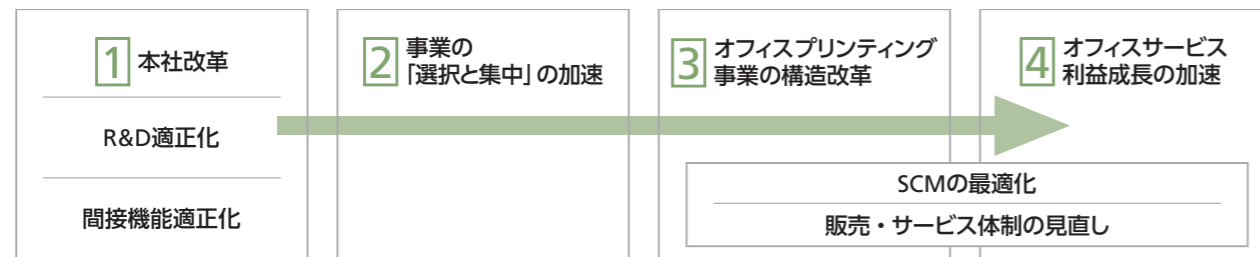 1 本社改革
R&D適正化
間接機能適正化
2 事業の
「選択と集中」の加速
3 オフィスプリンティング
事業の構造改革
4 オフィスサービス
利益成長の加速
SCMの最適化
販売・サービス体制の見直し